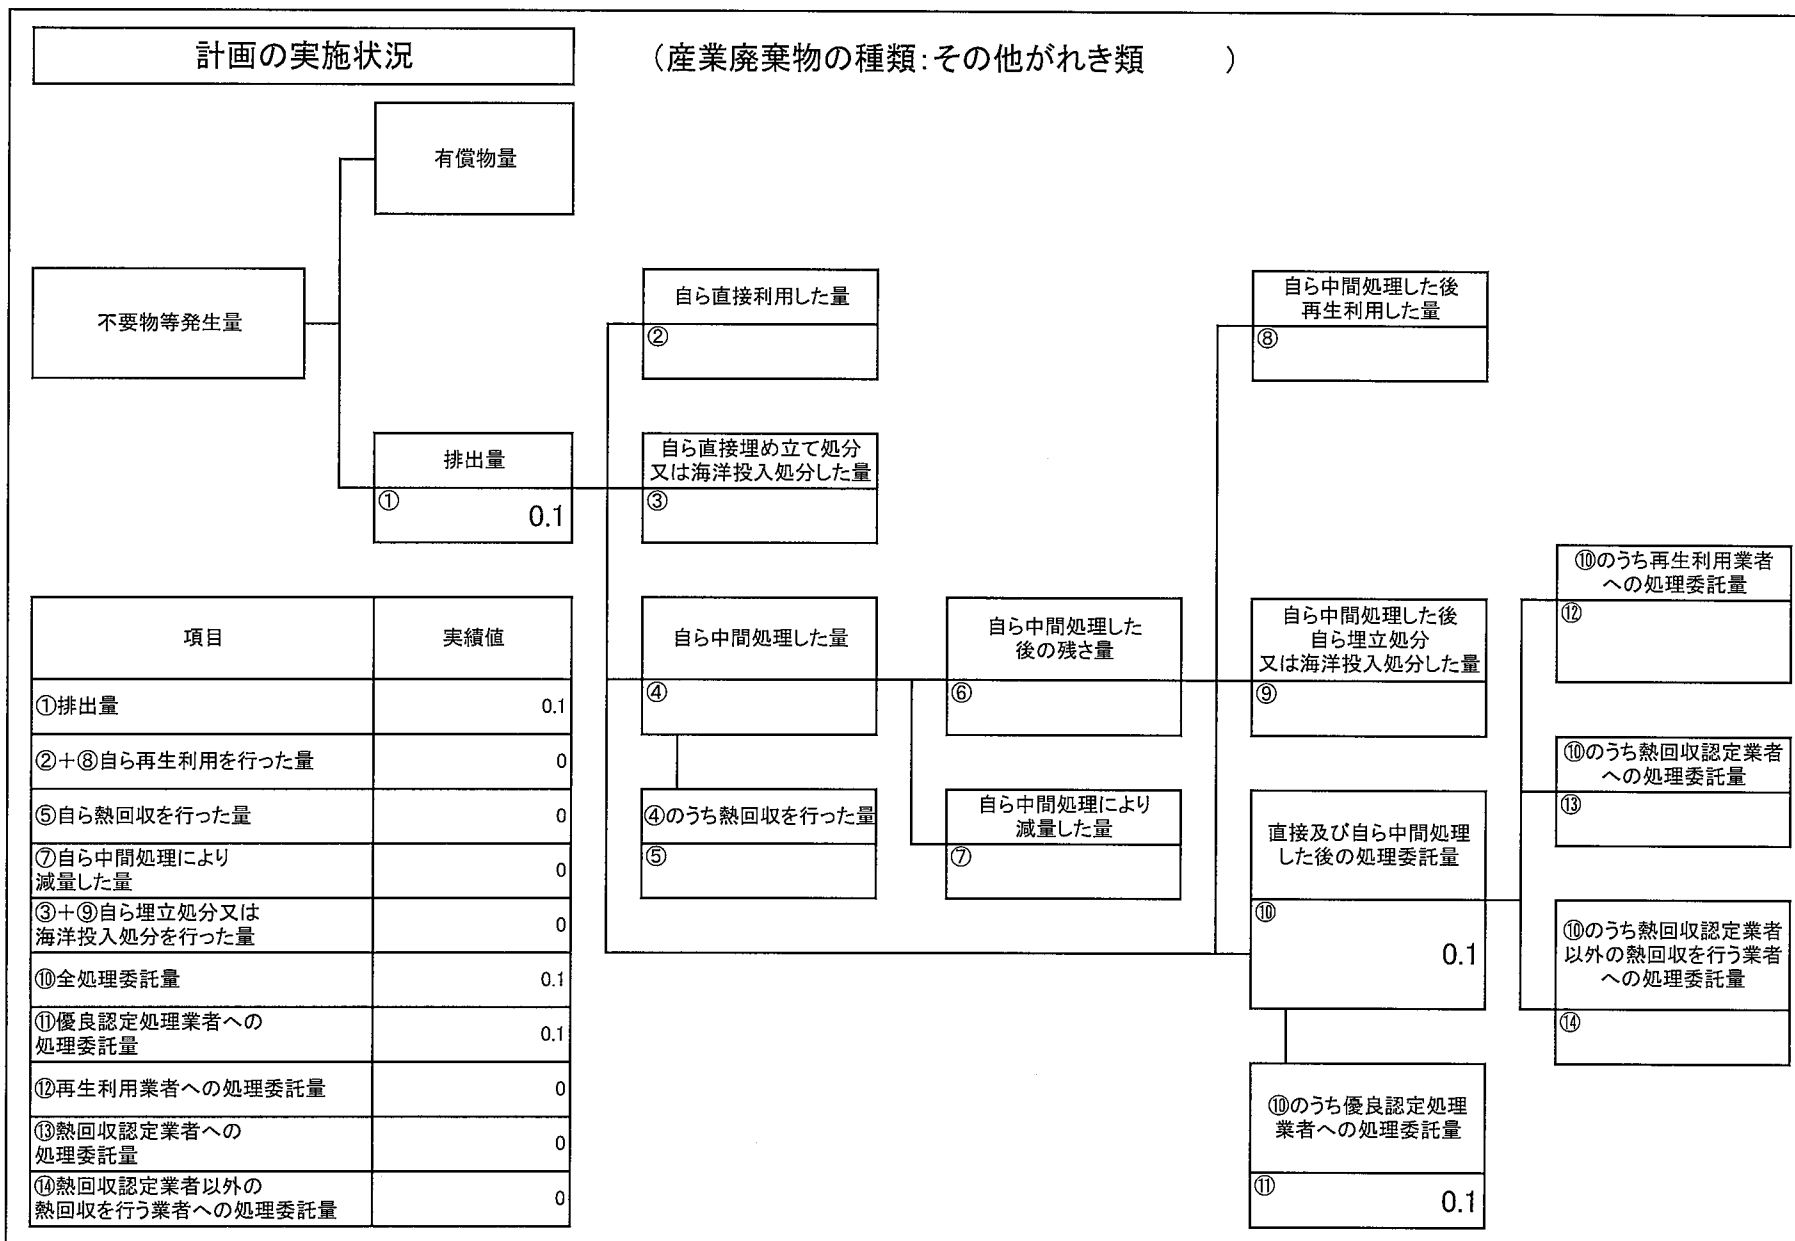 計画の実施状況
(産業廃棄物の種類:その他がれき類　　)
有償物量
不要物等発生量
排出量
①
0.1
自ら直接利用した量
②
自ら直接埋め立て処分
又は海洋投入処分した量
③
自ら中間処理した量
④
④のうち熱回収を行った量
⑤
自ら中間処理した
後の残さ量
⑥
自ら中間処理により
減量した量
⑦
自ら中間処理した後
再生利用した量
⑧
自ら中間処理した後
自ら埋立処分
又は海洋投入処分した量
⑨
直接及び自ら中間処理
した後の処理委託量
⑩
0.1
⑩のうち優良認定処理
業者への処理委託量
⑪
0.1
⑩のうち再生利用業者
への処理委託量
⑫
⑩のうち熱回収認定業者
への処理委託量
⑬
⑩のうち熱回収認定業者
以外の熱回収を行う業者
への処理委託量
⑭
項目 実績値
①排出量 0.1
②+⑧自ら再生利用を行った量 0
⑤自ら熱回収を行った量 0
⑦自ら中間処理により
減量した量 0
③+⑨自ら埋立処分又は
海洋投入処分を行った量 0
⑩全処理委託量 0.1
⑪優良認定処理業者への
処理委託量 0.1
⑫再生利用業者への処理委託量 0
⑬熱回収認定業者への
処理委託量 0
⑭熱回収認定業者以外の
熱回収を行う業者への処理委託量 0